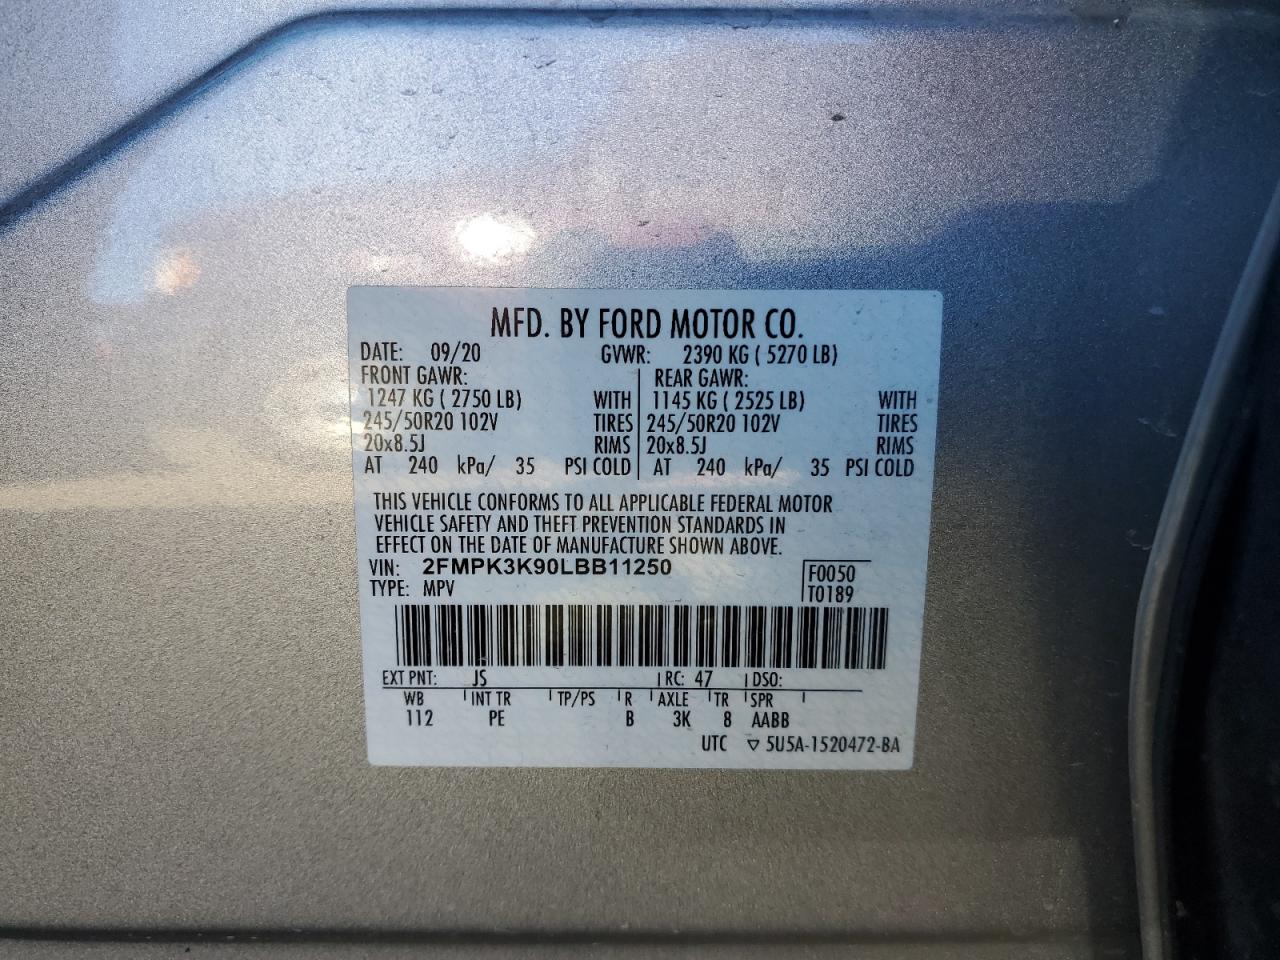 MFD. BY FORD MOTOR CO.
DATE: 09/20 GVWR: 2390 KG ( 5270 LB)
FRONT GAWR: REAR GAWR:
1247 KG ( 2750 LB) WITH 1145 KG ( 2525 LB) WITH
245/50R20 102V TIRES 245/50R20 102V TIRES
20x8.5J RIMS 20x8.5J RIMS
AT 240 kPa/ 35 PSI COLD AT 240 kPa/ 35 PSI COLD
THIS VEHICLE CONFORMS TO ALL APPLICABLE FEDERAL MOTOR
VEHICLE SAFETY AND THEFT PREVENTION STANDARDS IN
EFFECT ON THE DATE OF MANUFACTURE SHOWN ABOVE.
VIN: 2FMPK3K90LBB11250 F0050
TYPE: MPV T0189
EXT PNT: JS RC: 47 DSO:
WB INT TR TP/PS R AXLE TR SPR
112 PE B 3K 8 AABB
UTC ▽ 5U5A-1520472-BA